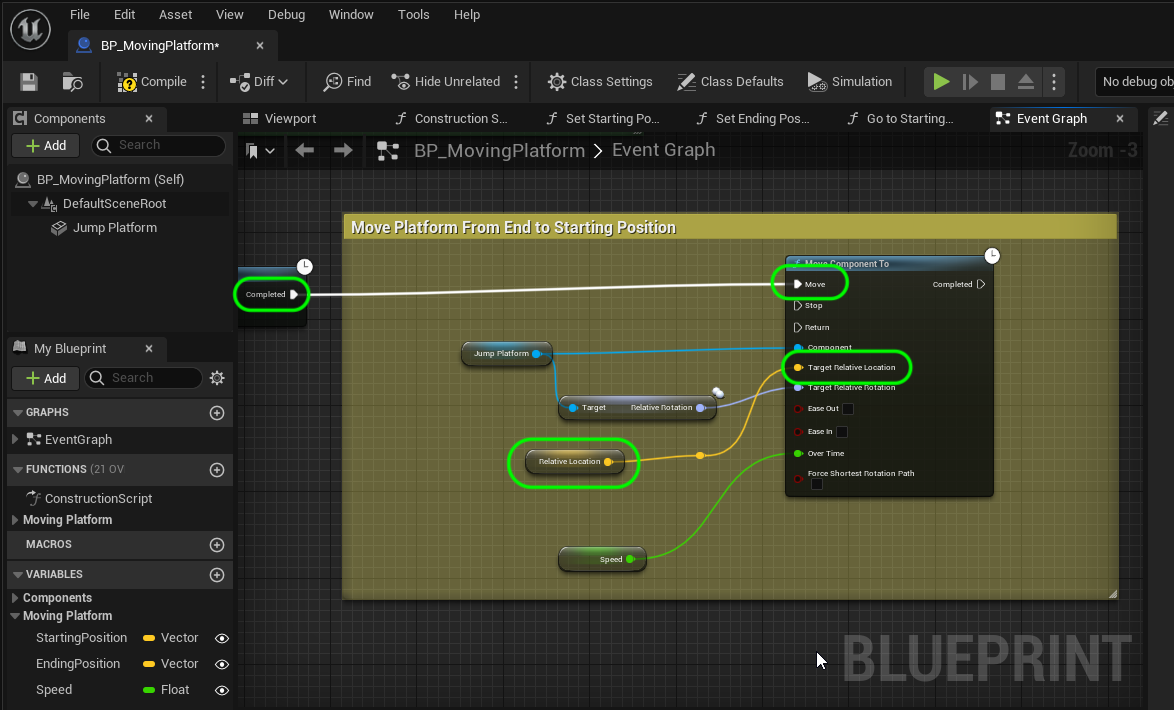 File Edit Asset View Debug Window Tools Help
BP_MovingPlatform*
Compile Diff Find Hide Unrelated Class Settings Class Defaults Simulation No debug ob
Components
Viewport Construction S... Set Starting Po... Set Ending Pos... Go to Starting... Event Graph
Add Search
BP_MovingPlatform > Event Graph Zoom -3
BP_MovingPlatform (Self)
DefaultSceneRoot
Jump Platform
Move Platform From End to Starting Position
Move Component To
Completed
Move Completed
Stop
Return
Jump Platform
Component
Target Relative Location
Target Relative Rotation
Target Relative Rotation
Ease Out
Ease In
Relative Location
Over Time
Force Shortest Rotation Path
Speed
My Blueprint
Add Search
GRAPHS
EventGraph
FUNCTIONS (21 OV
ConstructionScript
Moving Platform
MACROS
VARIABLES
Components
Moving Platform
StartingPosition Vector
EndingPosition Vector
Speed Float
BLUEPRINT